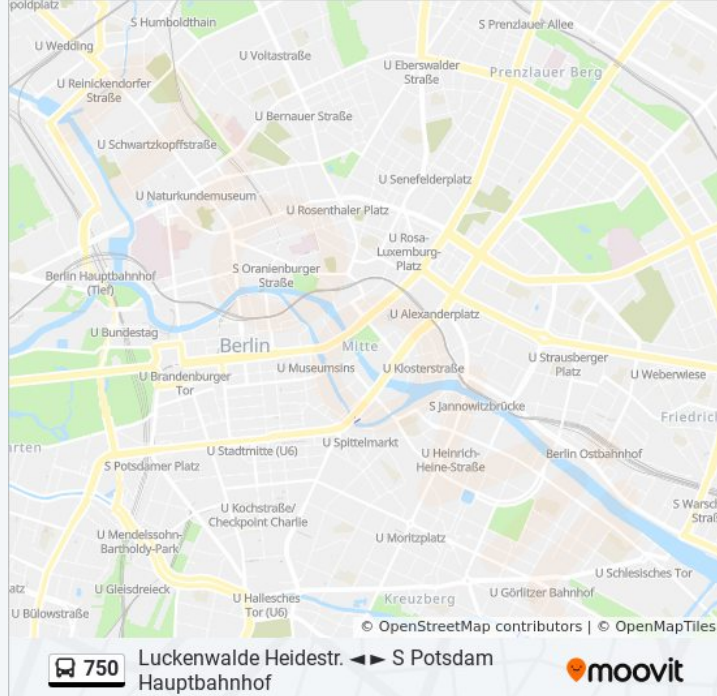 poldplatz
S Humboldthain
S Prenzlauer Allee
U Wedding
U Voltastraße
U Eberswalder
Straße
Prenzlauer Berg
U Reinickendorfer
Straße
U Bernauer Straße
U Schwartzkopffstraße
U Senefelderplatz
U Naturkundemuseum
U Rosenthaler Platz
U Rosa-
Luxemburg-
Platz
S Oranienburger
Straße
Berlin Hauptbahnhof
(Tief)
U Alexanderplatz
U Bundestag
Berlin
Mitte
U Strausberger
Platz
U Museumsins
U Klosterstraße
U Weberwiese
U Brandenburger
Tor
S Jannowitzbrücke
Friedrich
arten
U Spittelmarkt
U Stadtmitte (U6)
U Heinrich-
Heine-Straße
Berlin Ostbahnhof
S Potsdamer Platz
S Warsch
Straß
U Kochstraße/
Checkpoint Charlie
U Mendelssohn-
Bartholdy-Park
U Moritzplatz
U Schlesisches Tor
atz
U Gleisdreieck
U Görlitzer Bahnhof
U Hallesches
Tor (U6)
Kreuzberg
U Bülowstraße
© OpenStreetMap contributors | © OpenMapTiles
750
Luckenwalde Heidestr. ◄► S Potsdam
Hauptbahnhof
moovit